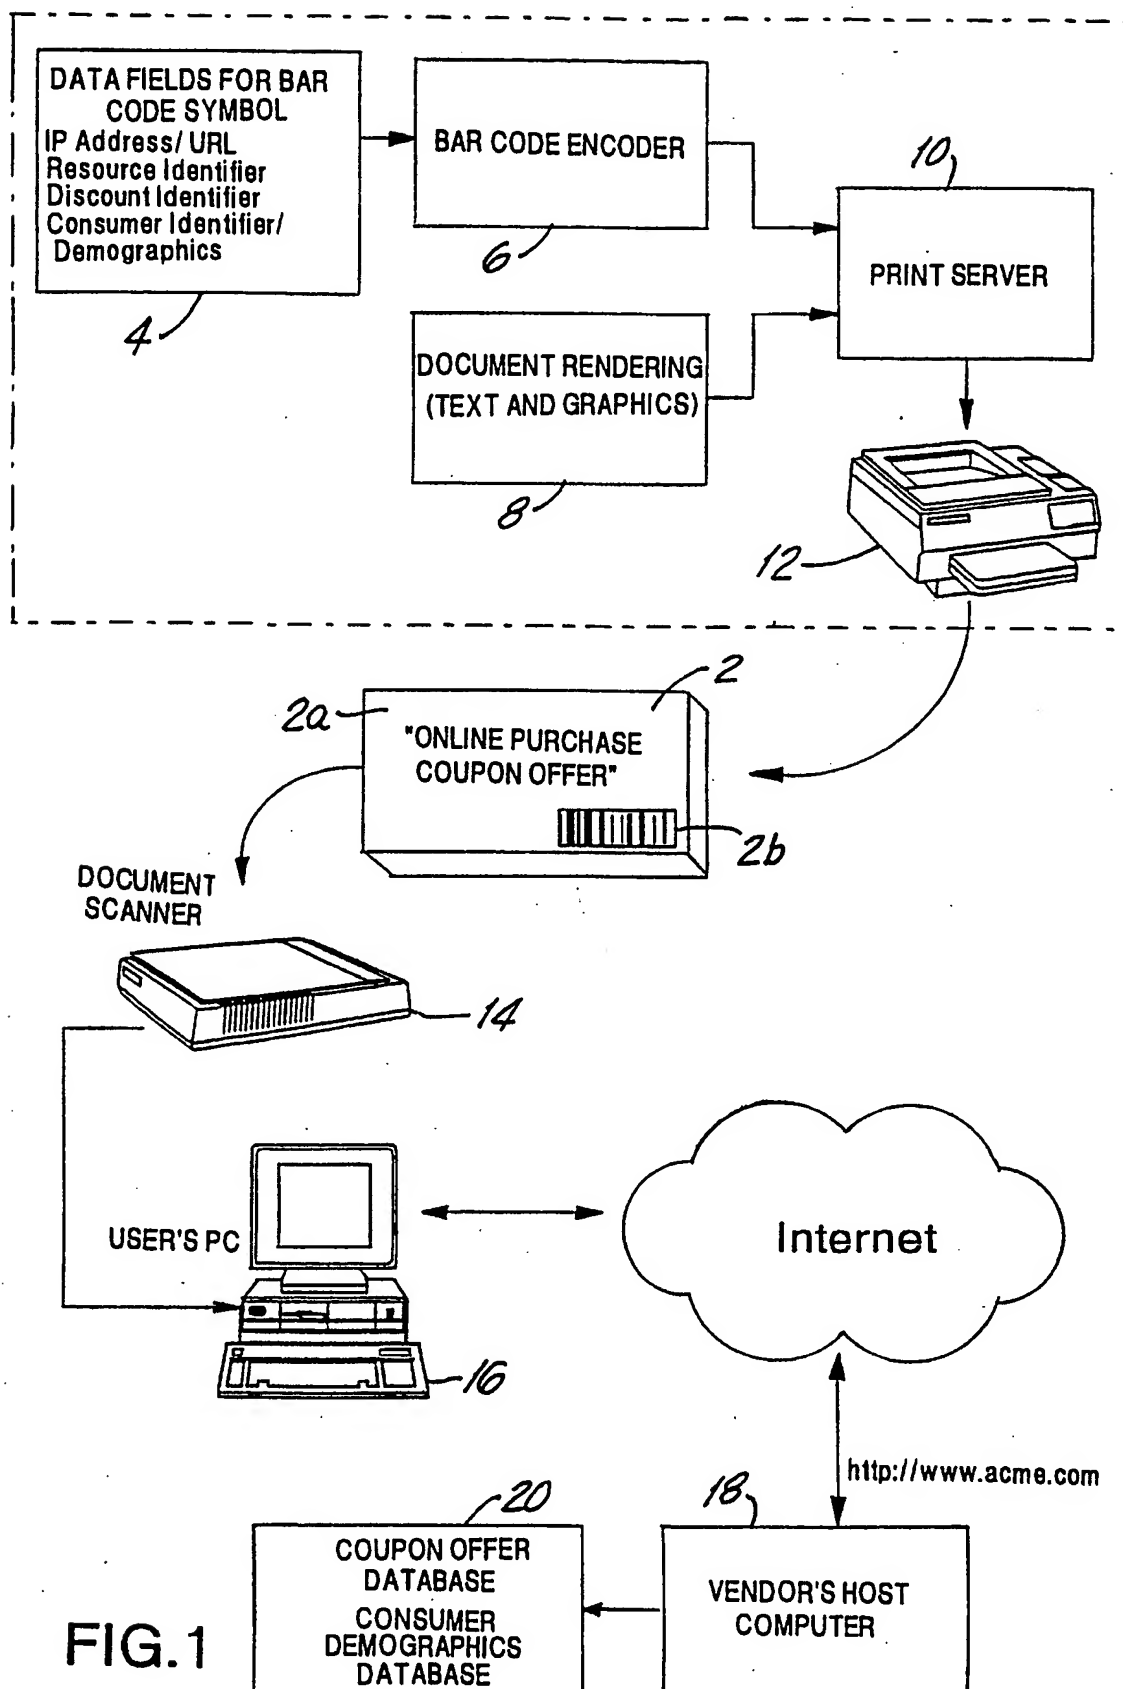 DATA FIELDS FOR BAR
CODE SYMBOL
IP Address/ URL
Resource Identifier
Discount Identifier
Consumer Identifier/
Demographics
4
BAR CODE ENCODER
6
DOCUMENT RENDERING
(TEXT AND GRAPHICS)
8
10
PRINT SERVER
12
2
2a
"ONLINE PURCHASE
COUPON OFFER"
2b
DOCUMENT
SCANNER
14
USER'S PC
16
Internet
http://www.acme.com
18
VENDOR'S HOST
COMPUTER
20
COUPON OFFER
DATABASE
CONSUMER
DEMOGRAPHICS
DATABASE
FIG.1